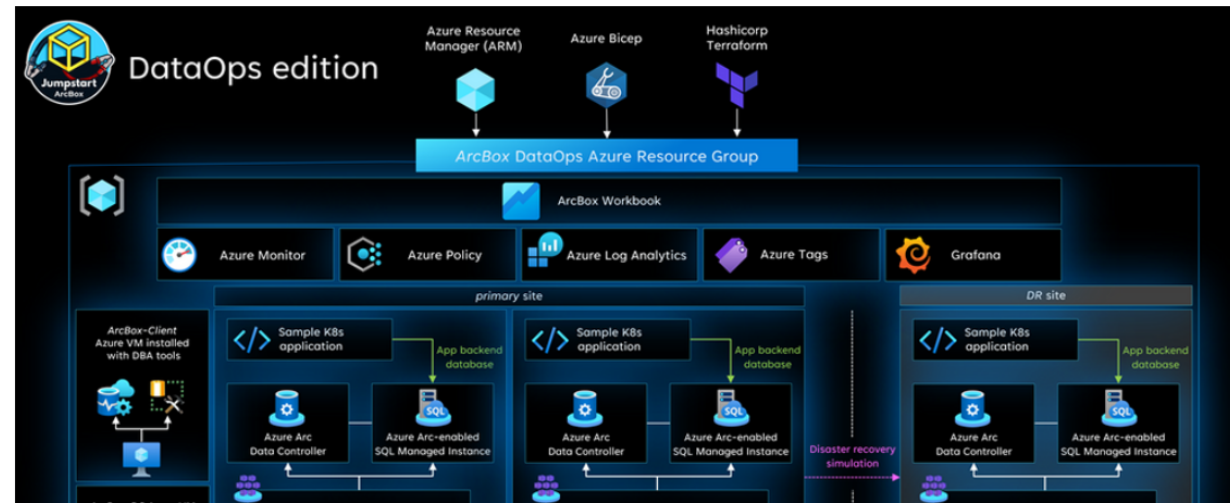 Jumpstart
ArcBox
DataOps edition
Azure Resource
Manager (ARM)
Azure Bicep
Hashicorp
Terraform
ArcBox DataOps Azure Resource Group
ArcBox Workbook
Azure Monitor
Azure Policy
Azure Log Analytics
Azure Tags
Grafana
primary site
DR site
ArcBox-Client
Azure VM installed
with DBA tools
Sample K8s
application
App backend
database
Azure Arc
Data Controller
SQL
Azure Arc-enabled
SQL Managed Instance
Sample K8s
application
App backend
database
Azure Arc
Data Controller
SQL
Azure Arc-enabled
SQL Managed Instance
Disaster recovery
simulation
Sample K8s
application
App backend
database
Azure Arc
Data Controller
SQL
Azure Arc-enabled
SQL Managed Instance